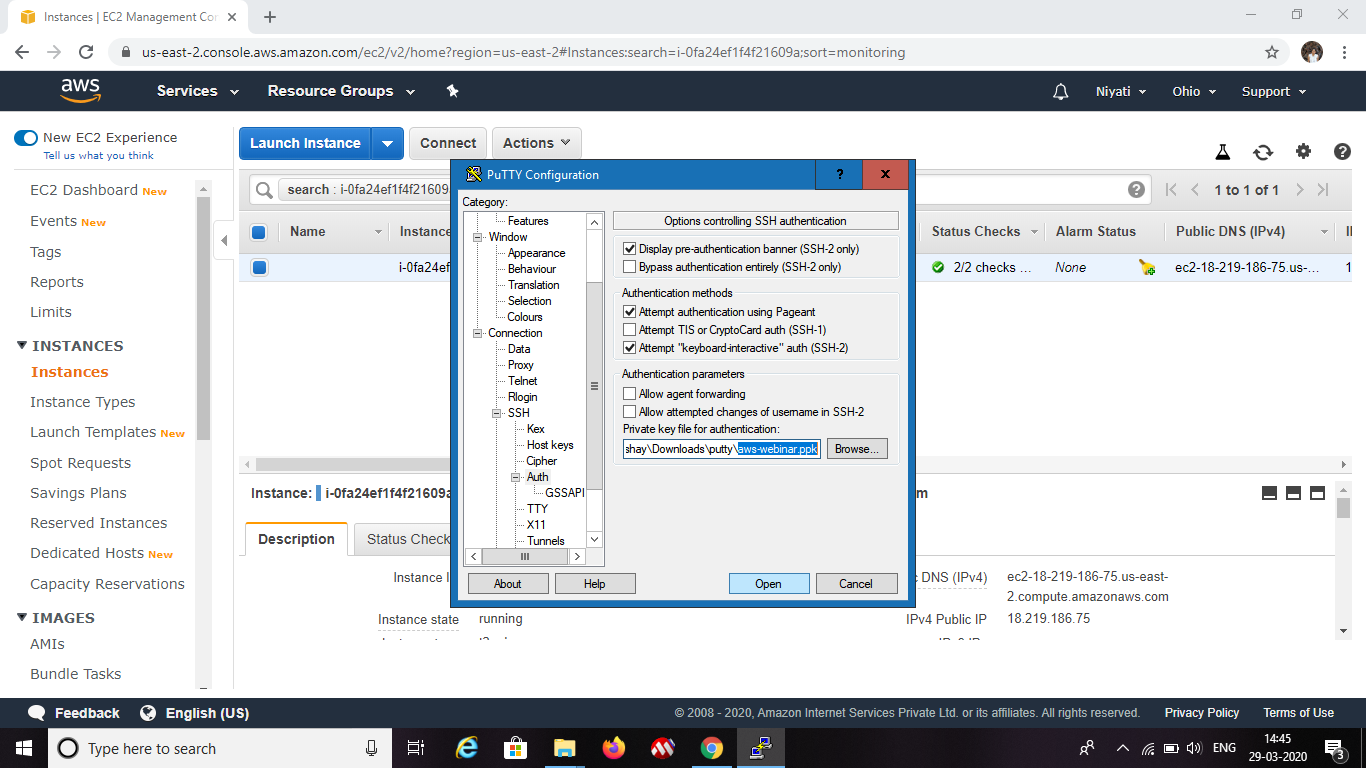 Instances | EC2 Management Con
us-east-2.console.aws.amazon.com/ec2/v2/home?region=us-east-2#Instances:search=i-0fa24ef1f4f21609a;sort=monitoring
aws
Services
Resource Groups
Niyati
Ohio
Support
New EC2 Experience
Tell us what you think
EC2 Dashboard New
Events New
Tags
Reports
Limits
INSTANCES
Instances
Instance Types
Launch Templates New
Spot Requests
Savings Plans
Reserved Instances
Dedicated Hosts New
Capacity Reservations
IMAGES
AMIs
Bundle Tasks
Launch Instance
Connect
Actions
search : i-0fa24ef1f4f21609
1 to 1 of 1
Name
Instance
Status Checks
Alarm Status
Public DNS (IPv4)
i-0fa24ef
2/2 checks ...
None
ec2-18-219-186-75.us-...
PuTTY Configuration
?
x
Category:
Features
Window
Appearance
Behaviour
Translation
Selection
Colours
Connection
Data
Proxy
Telnet
Rlogin
SSH
Kex
Host keys
Cipher
Auth
GSSAPI
TTY
X11
Tunnels
Options controlling SSH authentication
Display pre-authentication banner (SSH-2 only)
Bypass authentication entirely (SSH-2 only)
Authentication methods
Attempt authentication using Pageant
Attempt TIS or CryptoCard auth (SSH-1)
Attempt "keyboard-interactive" auth (SSH-2)
Authentication parameters
Allow agent forwarding
Allow attempted changes of username in SSH-2
Private key file for authentication:
shay\Downloads\putty\aws-webinar.ppk
Browse...
About
Help
Open
Cancel
Instance: i-0fa24ef1f4f21609a
m
Description
Status Check
Instance I
c DNS (IPv4)
ec2-18-219-186-75.us-east-
2.compute.amazonaws.com
Instance state
running
IPv4 Public IP
18.219.186.75
Feedback
English (US)
© 2008 - 2020, Amazon Internet Services Private Ltd. or its affiliates. All rights reserved.
Privacy Policy
Terms of Use
Type here to search
ENG
14:45
29-03-2020
3